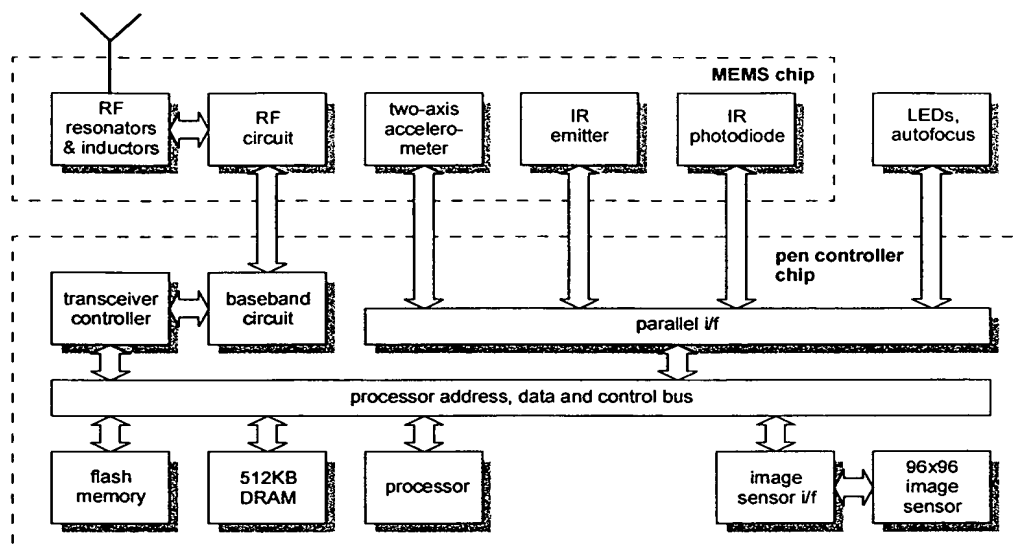 MEMS chip
RF
resonators
& inductors
RF
circuit
two-axis
accelero-
meter
IR
emitter
IR
photodiode
LEDs,
autofocus
pen controller
chip
transceiver
controller
baseband
circuit
parallel i/f
processor address, data and control bus
flash
memory
512KB
DRAM
processor
image
sensor i/f
96x96
image
sensor